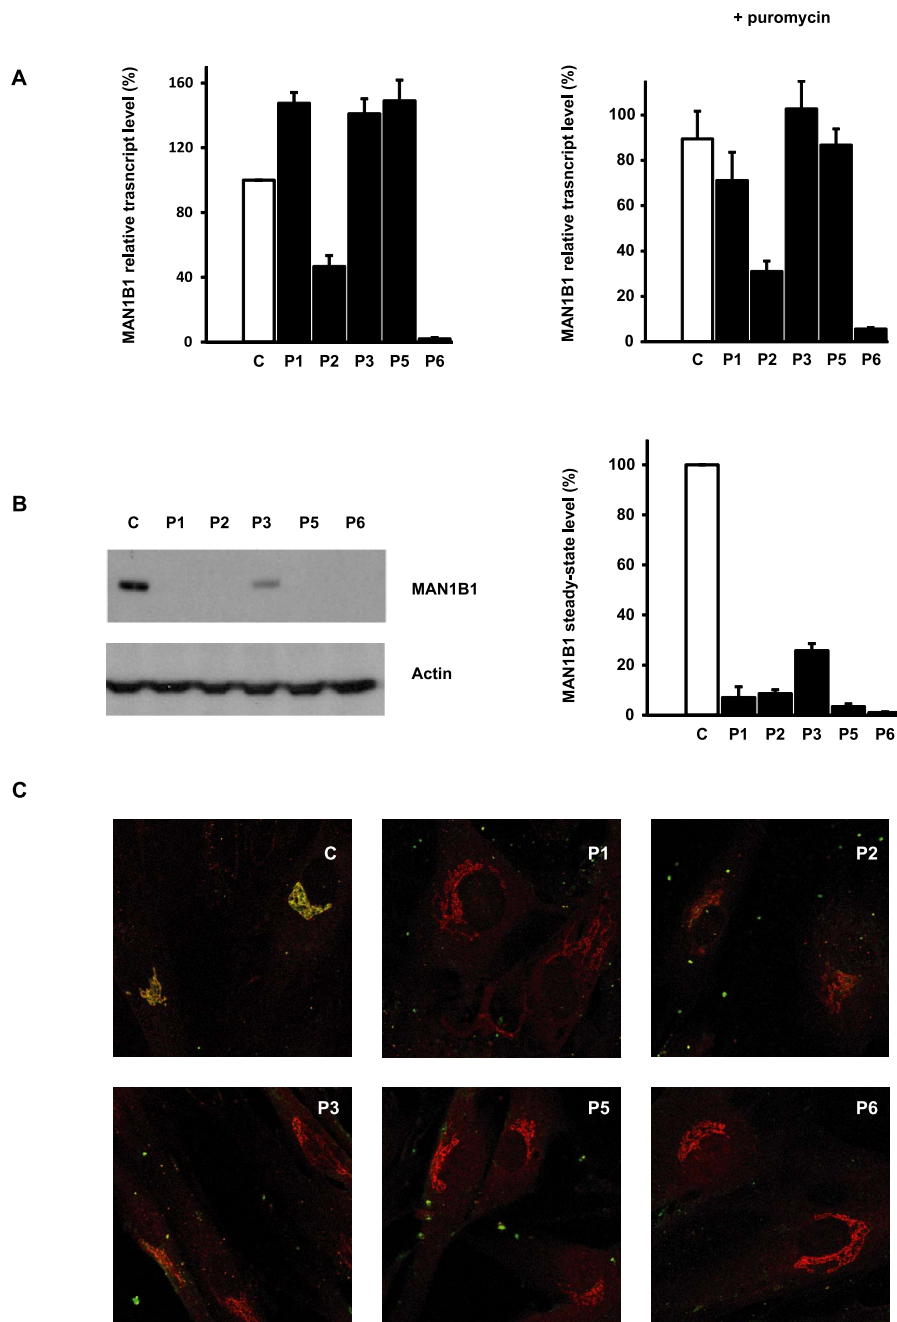 + puromycin
A
MAN1B1 relative trasncript level (%)
160
120
80
40
0
C P1 P2 P3 P5 P6
MAN1B1 relative trascript level (%)
100
80
60
40
20
0
C P1 P2 P3 P5 P6
B
C P1 P2 P3 P5 P6
MAN1B1
Actin
MAN1B1 steady-state level (%)
100
80
60
40
20
0
C P1 P2 P3 P5 P6
C
C
P1
P2
P3
P5
P6